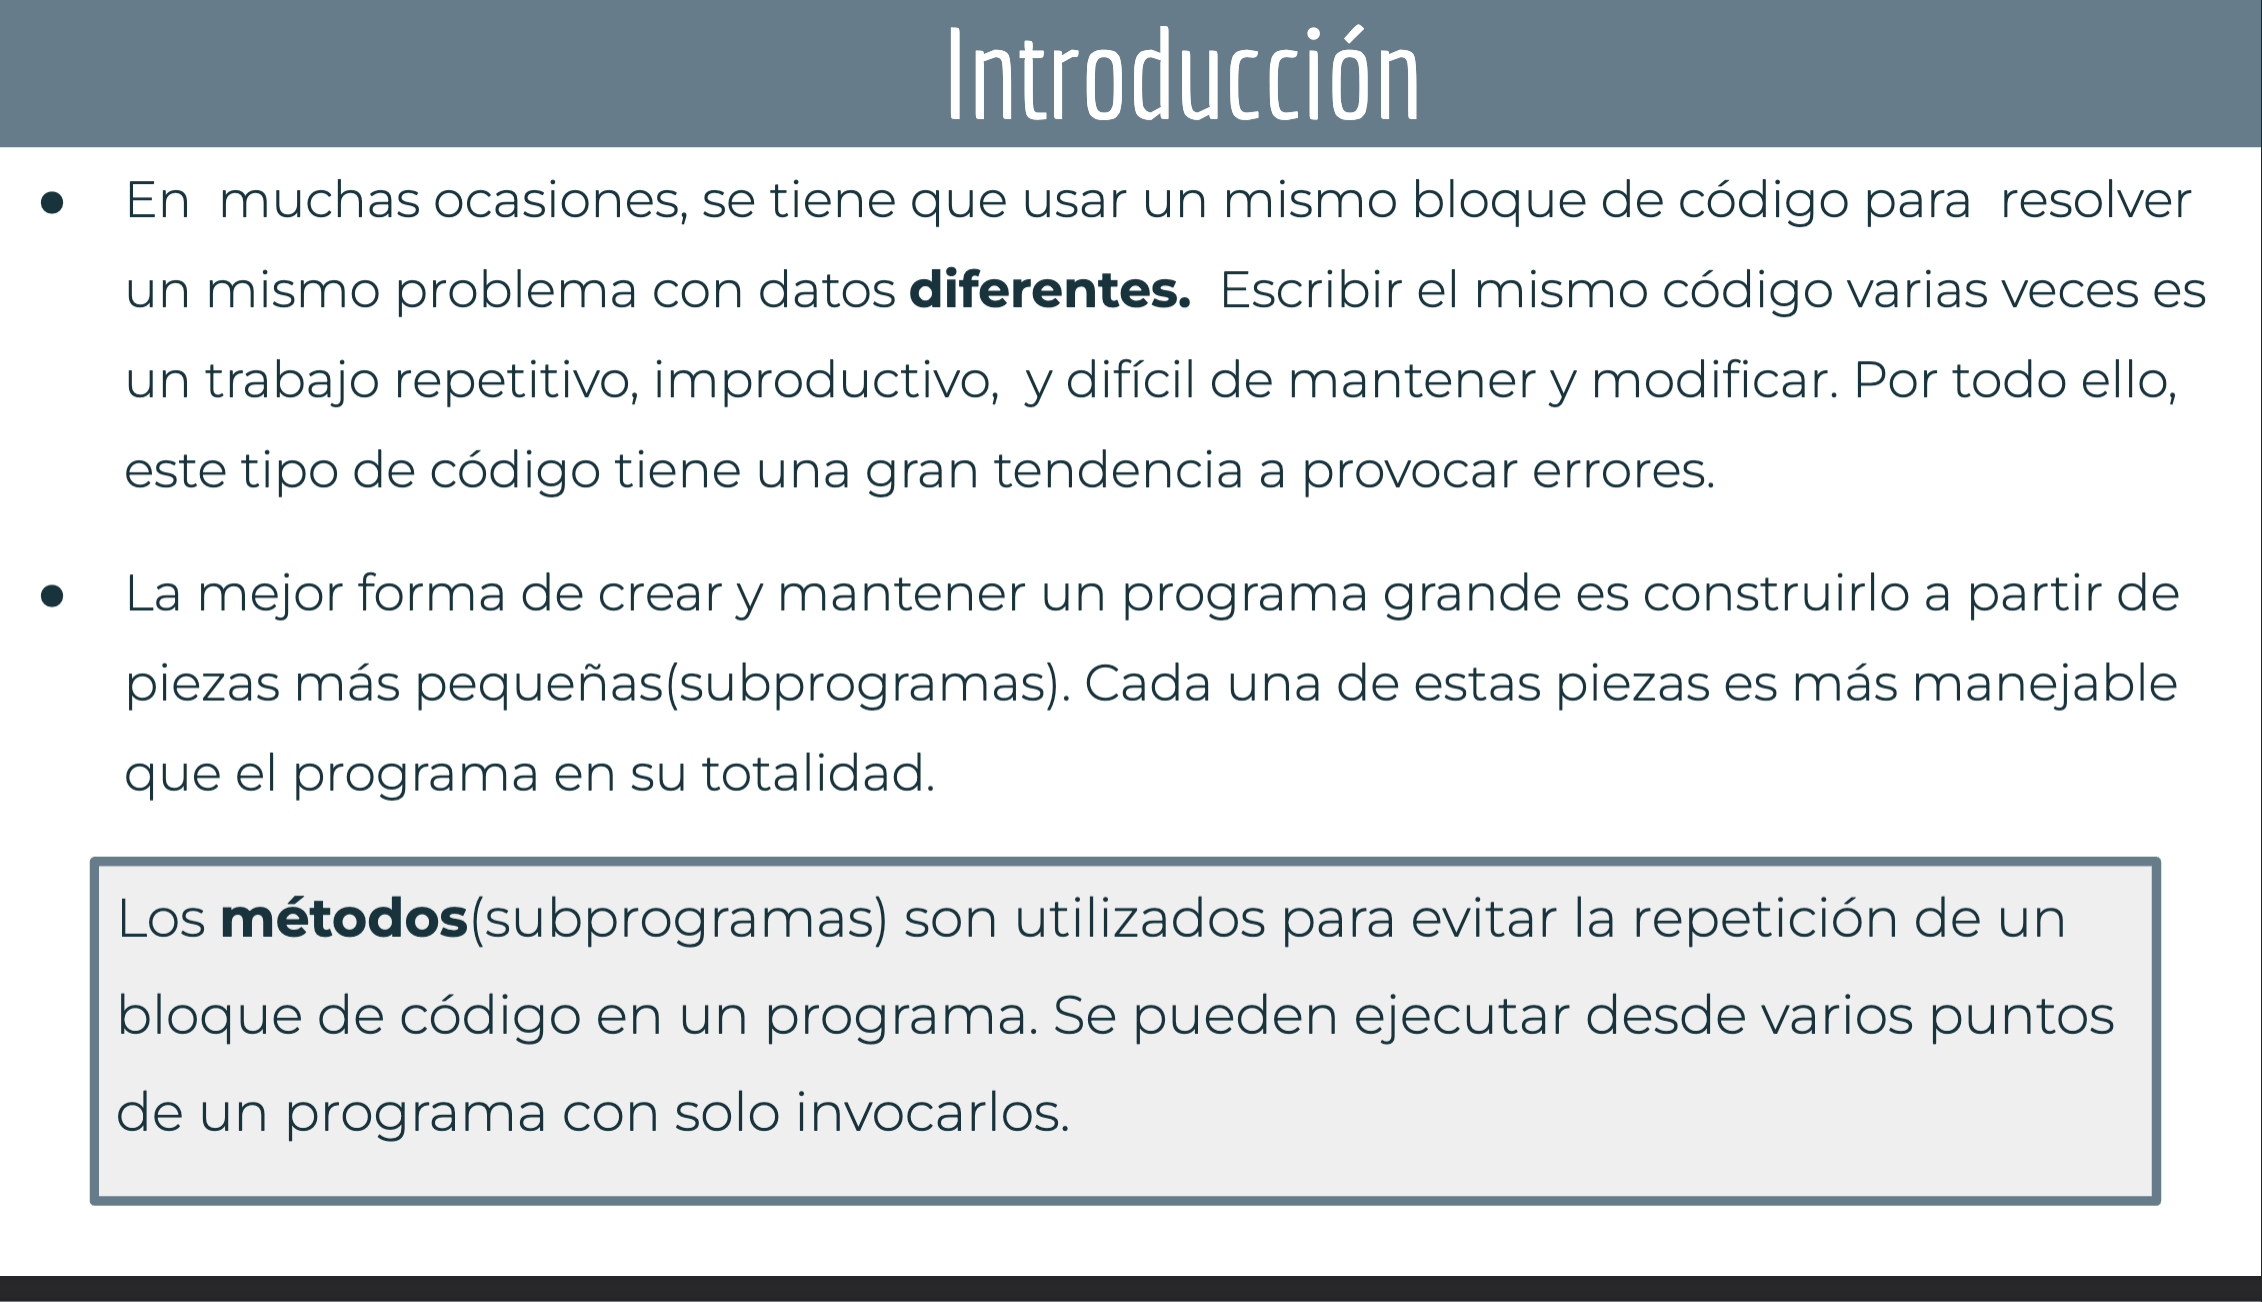 Introducción
● En muchas ocasiones, se tiene que usar un mismo bloque de código para resolver
un mismo problema con datos diferentes. Escribir el mismo código varias veces es
un trabajo repetitivo, improductivo, y difícil de mantener y modificar. Por todo ello,
este tipo de código tiene una gran tendencia a provocar errores.
● La mejor forma de crear y mantener un programa grande es construirlo a partir de
piezas más pequeñas(subprogramas). Cada una de estas piezas es más manejable
que el programa en su totalidad.
Los métodos(subprogramas) son utilizados para evitar la repetición de un
bloque de código en un programa. Se pueden ejecutar desde varios puntos
de un programa con solo invocarlos.